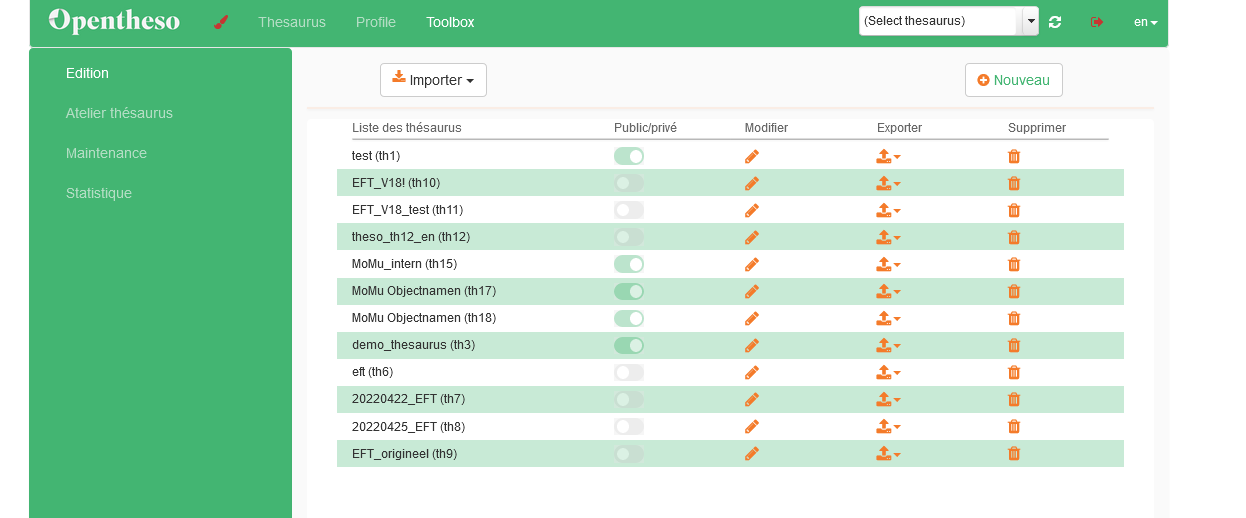 Opentheso Thesaurus Profile Toolbox (Select thesaurus) en
Edition
Atelier thésaurus
Maintenance
Statistique
Importer Nouveau
Liste des thésaurus Public/privé Modifier Exporter Supprimer
test (th1)
EFT_V18! (th10)
EFT_V18_test (th11)
theso_th12_en (th12)
MoMu_intern (th15)
MoMu Objectnamen (th17)
MoMu Objectnamen (th18)
demo_thesaurus (th3)
eft (th6)
20220422_EFT (th7)
20220425_EFT (th8)
EFT_origineel (th9)